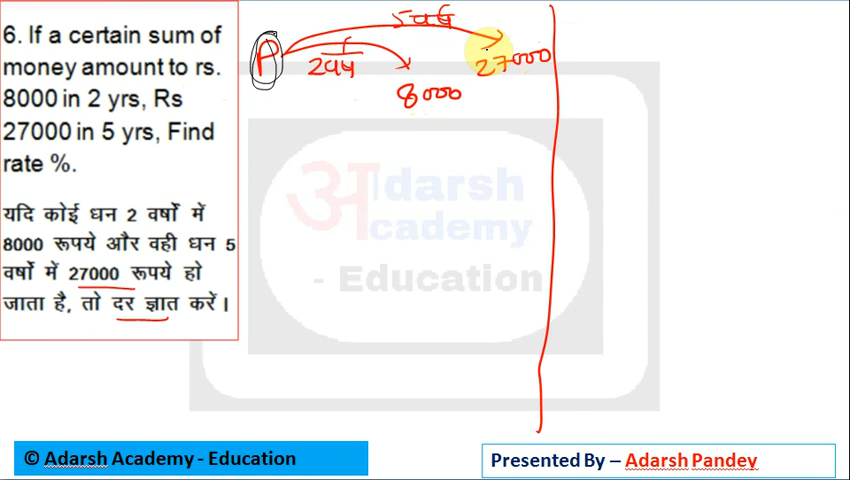 6. If a certain sum of
money amount to rs.
8000 in 2 yrs, Rs
27000 in 5 yrs, Find
rate %.
यदि कोई धन 2 वर्षों में
8000 रूपये और वही धन 5
वर्षों में 27000 रूपये हो
जाता है, तो दर ज्ञात करें।
5 वर्ष
P
2 वर्ष
27000
8000
अ
darsh
cademy
- Education
© Adarsh Academy - Education
Presented By – Adarsh Pandey